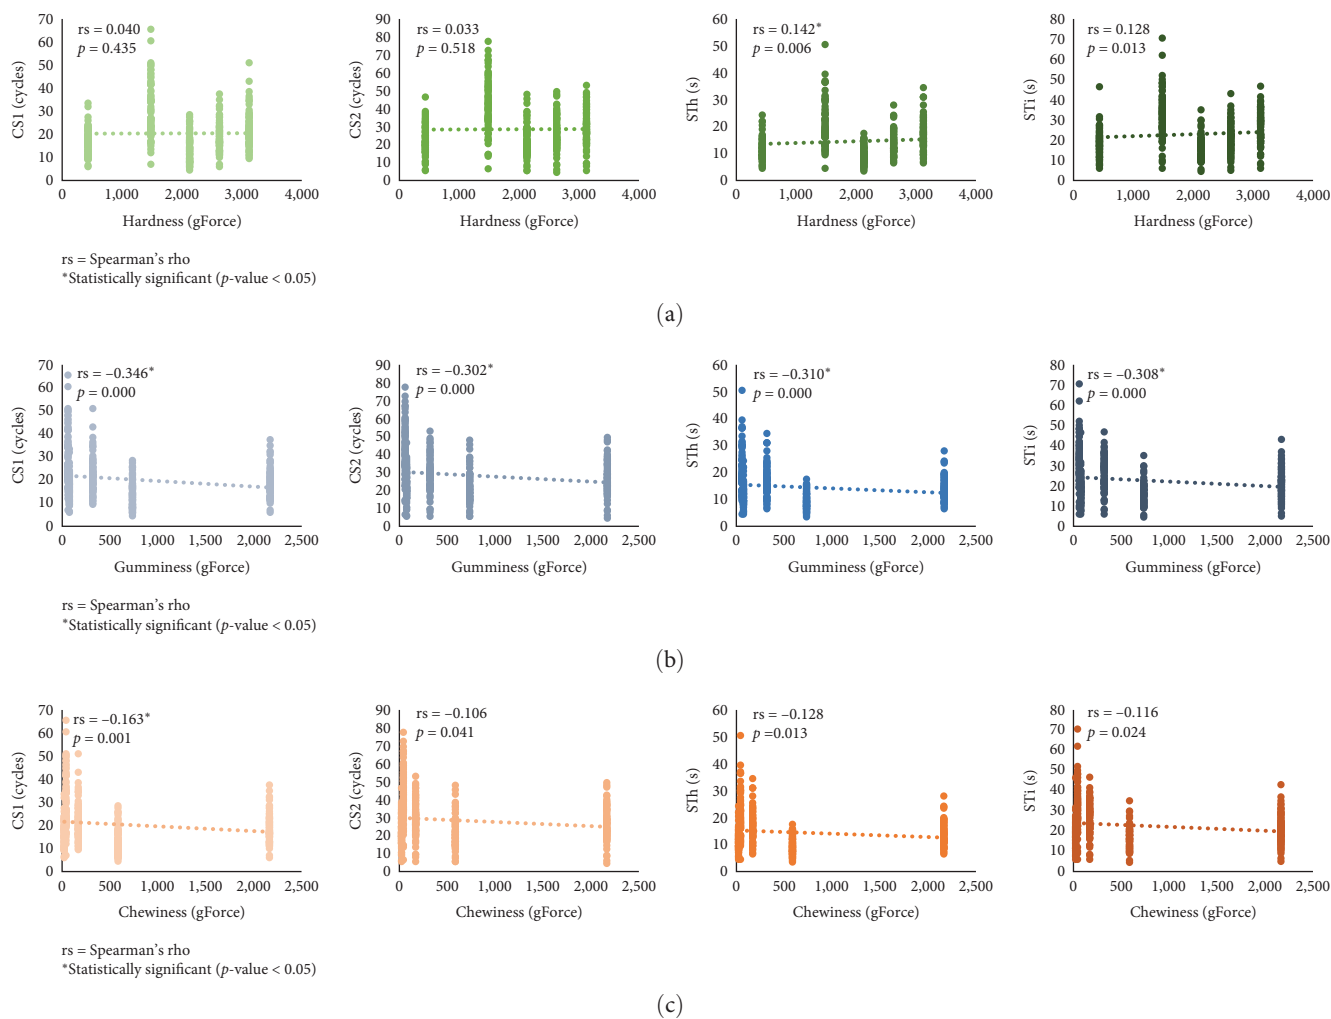 rs = 0.040
p = 0.435
CS1 (cycles)
70
60
50
40
30
20
10
0
0 1,000 2,000 3,000 4,000
Hardness (gForce)
rs = 0.033
p = 0.518
CS2 (cycles)
90
80
70
60
50
40
30
20
10
0
0 1,000 2,000 3,000 4,000
Hardness (gForce)
rs = 0.142*
p = 0.006
STh (s)
60
50
40
30
20
10
0
0 1,000 2,000 3,000 4,000
Hardness (gForce)
rs = 0.128
p = 0.013
STi (s)
80
70
60
50
40
30
20
10
0
0 1,000 2,000 3,000 4,000
Hardness (gForce)
rs = Spearman's rho
*Statistically significant (p-value < 0.05)
(a)
rs = –0.346*
p = 0.000
CS1 (cycles)
70
60
50
40
30
20
10
0
0 500 1,000 1,500 2,000 2,500
Gumminess (gForce)
rs = –0.302*
p = 0.000
CS2 (cycles)
90
80
70
60
50
40
30
20
10
0
0 500 1,000 1,500 2,000 2,500
Gumminess (gForce)
rs = –0.310*
p = 0.000
STh (s)
60
50
40
30
20
10
0
0 500 1,000 1,500 2,000 2,500
Gumminess (gForce)
rs = –0.308*
p = 0.000
STi (s)
80
70
60
50
40
30
20
10
0
0 500 1,000 1,500 2,000 2,500
Gumminess (gForce)
rs = Spearman's rho
*Statistically significant (p-value < 0.05)
(b)
rs = –0.163*
p = 0.001
CS1 (cycles)
70
60
50
40
30
20
10
0
0 500 1,000 1,500 2,000 2,500
Chewiness (gForce)
rs = –0.106
p = 0.041
CS2 (cycles)
90
80
70
60
50
40
30
20
10
0
0 500 1,000 1,500 2,000 2,500
Chewiness (gForce)
rs = –0.128
p =0.013
STh (s)
60
50
40
30
20
10
0
0 500 1,000 1,500 2,000 2,500
Chewiness (gForce)
rs = –0.116
p = 0.024
STi (s)
80
70
60
50
40
30
20
10
0
0 500 1,000 1,500 2,000 2,500
Chewiness (gForce)
rs = Spearman's rho
*Statistically significant (p-value < 0.05)
(c)